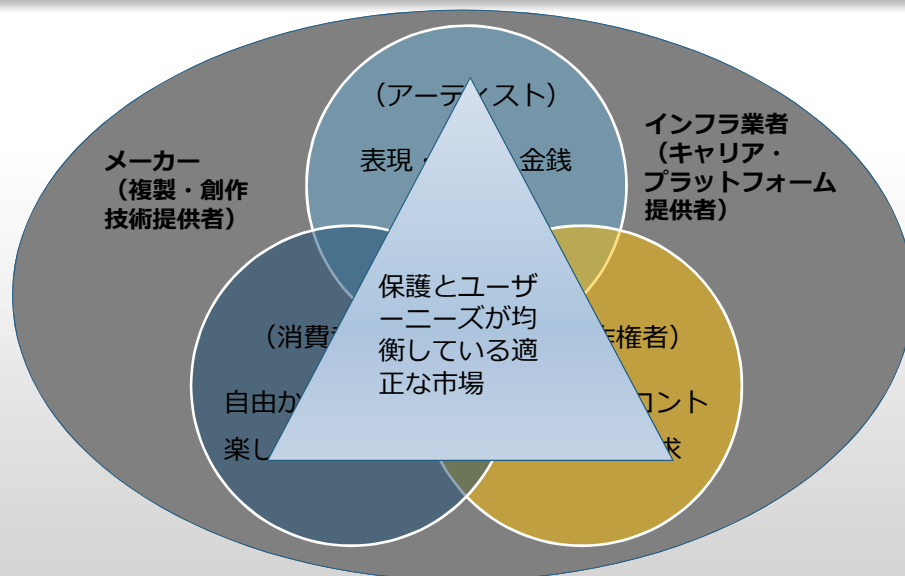 （アーティスト）
表現・ 金銭
メーカー
（複製・創作
技術提供者）
インフラ業者
（キャリア・
プラットフォーム
提供者）
保護とユーザ
ーニーズが均
衡している適
正な市場
（消費
作権者）
自由か
コント
楽し
求